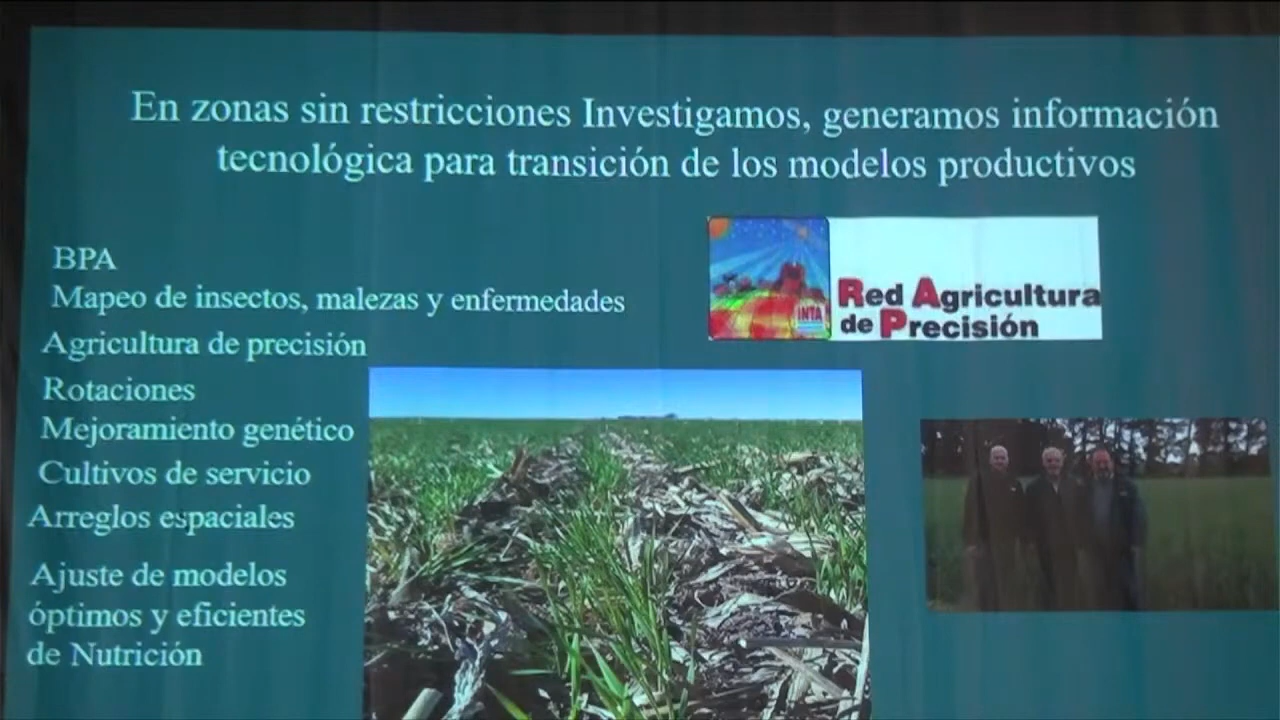 En zonas sin restricciones Investigamos, generamos información
tecnológica para transición de los modelos productivos
BPA
Mapeo de insectos, malezas y enfermedades
Agricultura de precisión
Rotaciones
Mejoramiento genético
Cultivos de servicio
Arreglos espaciales
Ajuste de modelos
óptimos y eficientes
de Nutrición
INTA
Red Agricultura
de Precisión